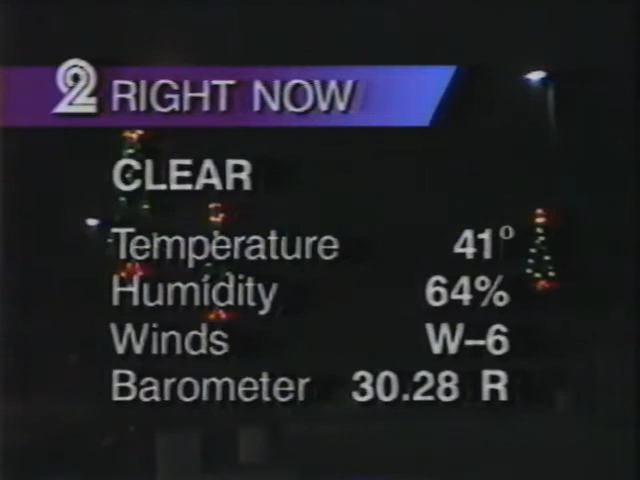 2 RIGHT NOW
CLEAR
Temperature 41°
Humidity 64%
Winds W–6
Barometer 30.28 R